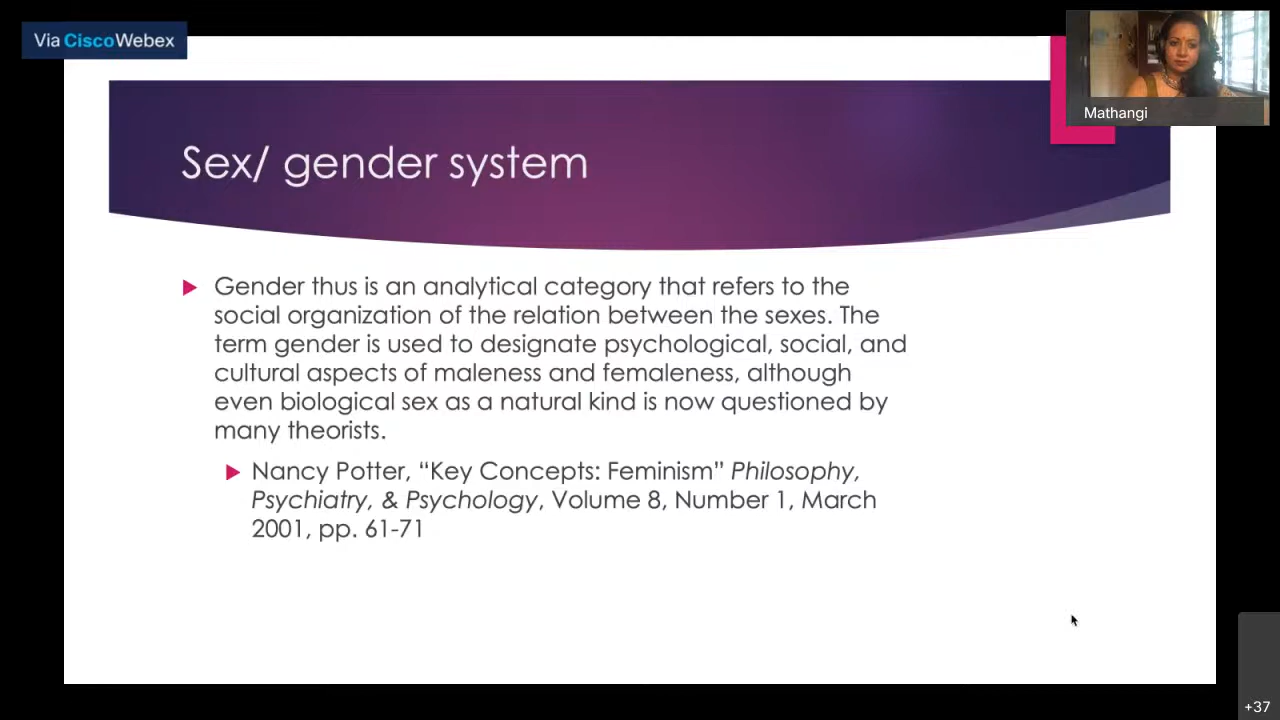 Via CiscoWebex
Mathangi
Sex/ gender system
Gender thus is an analytical category that refers to the
social organization of the relation between the sexes. The
term gender is used to designate psychological, social, and
cultural aspects of maleness and femaleness, although
even biological sex as a natural kind is now questioned by
many theorists.
Nancy Potter, “Key Concepts: Feminism” Philosophy,
Psychiatry, & Psychology, Volume 8, Number 1, March
2001, pp. 61-71
+37